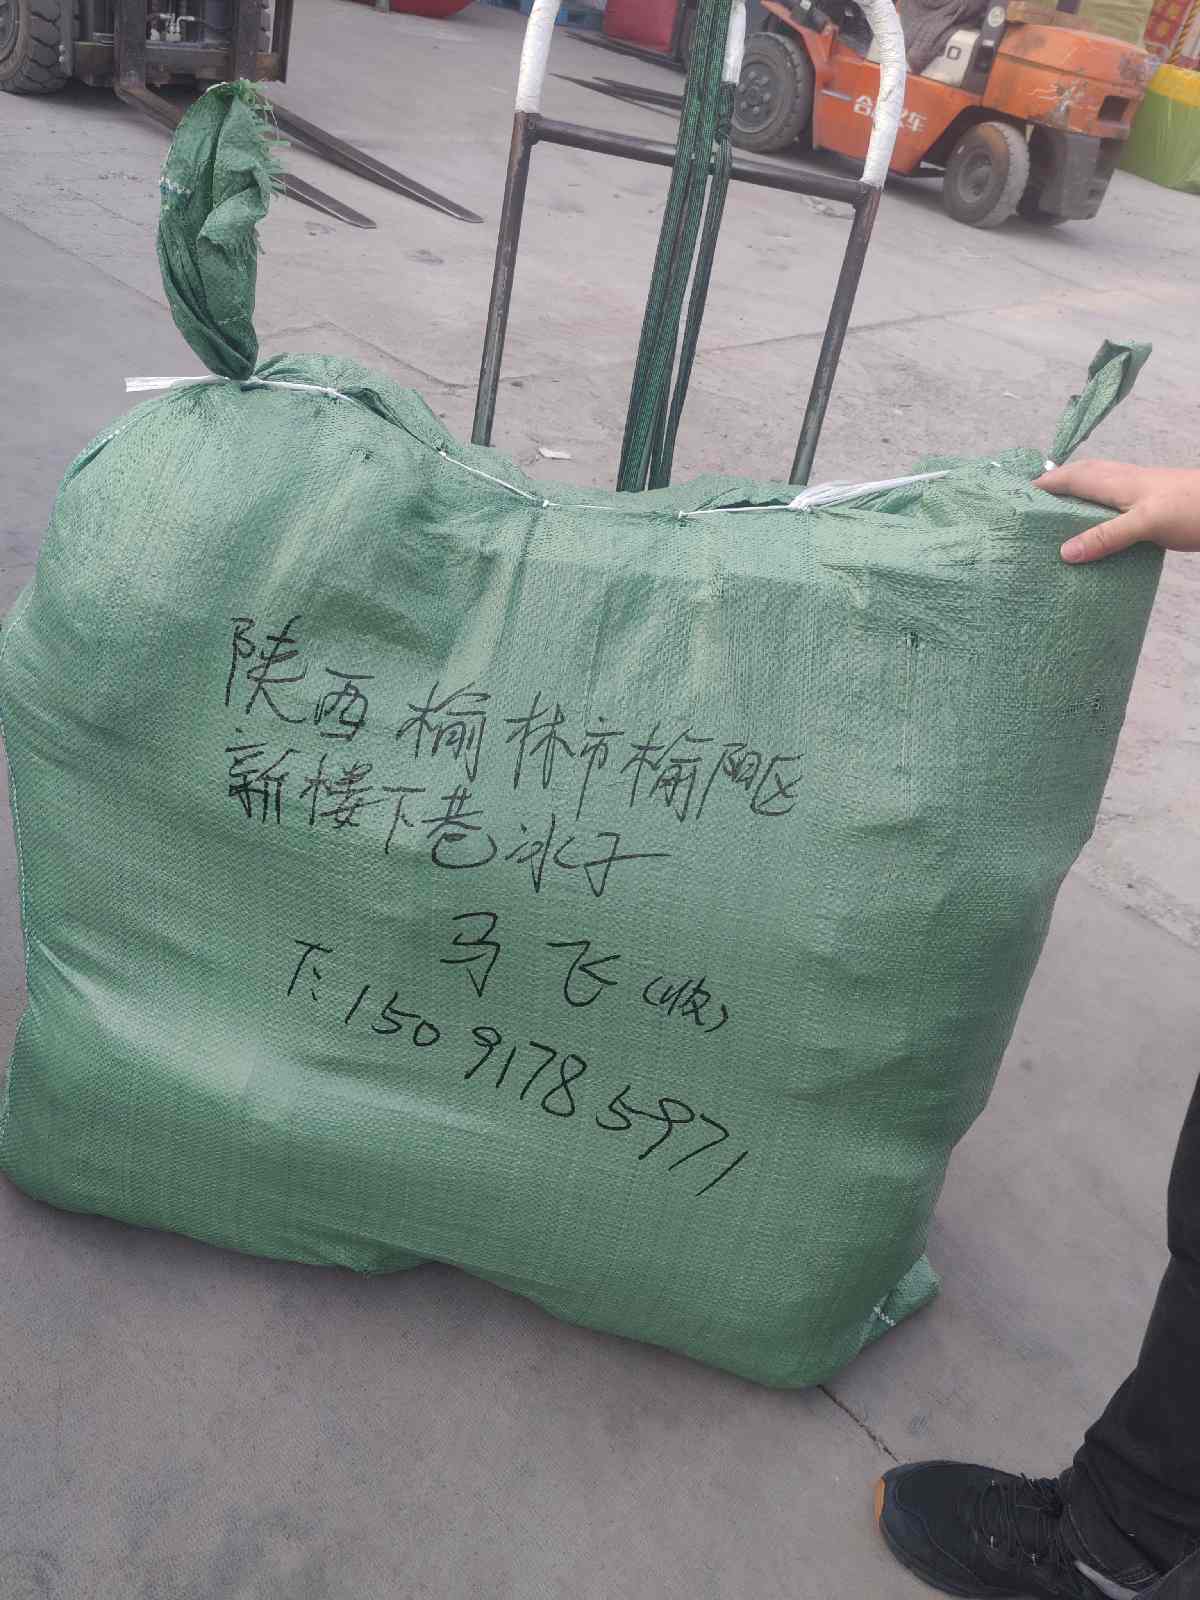 陕西榆林市榆阳区
新楼下巷冰子
马飞(收)
T: 150 9178 5971